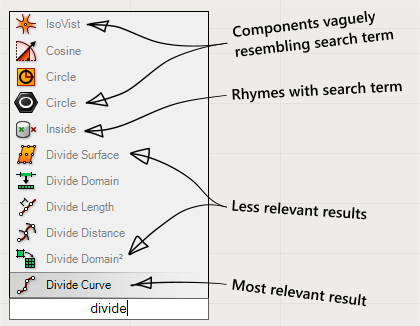 IsoVist
Cosine
Circle
Circle
Inside
Divide Surface
Divide Domain
Divide Length
Divide Distance
Divide Domain²
Divide Curve
divide
Components vaguely
resembling search term
Rhymes with search term
Less relevant results
Most relevant result